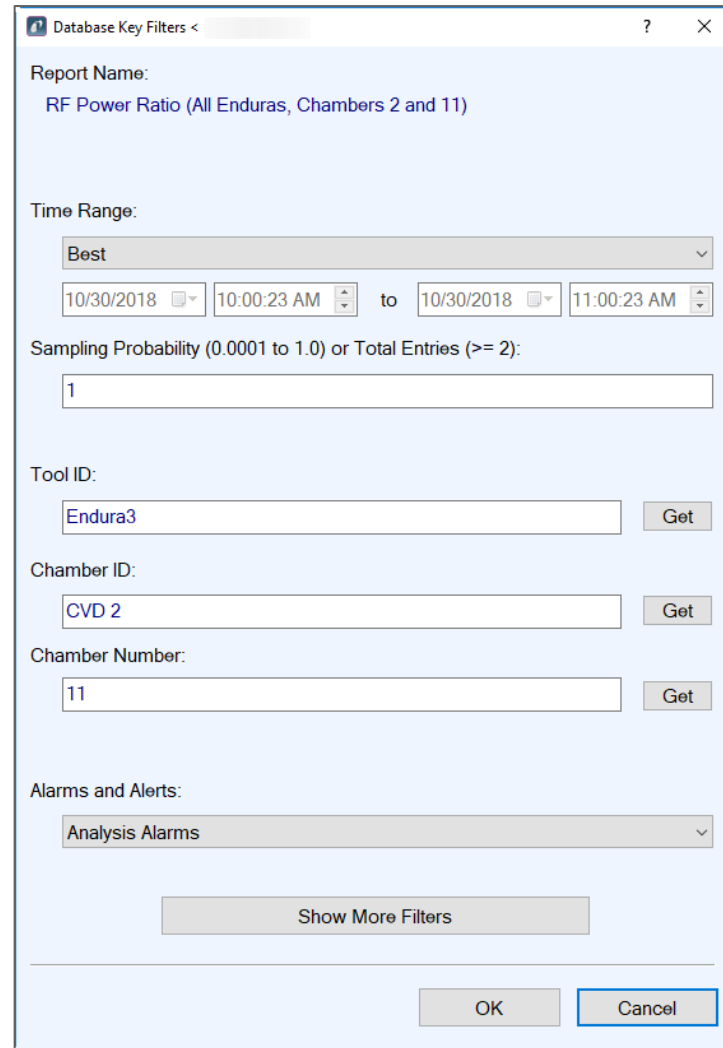 Database Key Filters < ?
Report Name:
RF Power Ratio (All Enduras, Chambers 2 and 11)
Time Range:
Best
10/30/2018 10:00:23 AM to 10/30/2018 11:00:23 AM
Sampling Probability (0.0001 to 1.0) or Total Entries (>= 2):
1
Tool ID:
Endura3 Get
Chamber ID:
CVD 2 Get
Chamber Number:
11 Get
Alarms and Alerts:
Analysis Alarms
Show More Filters
OK Cancel